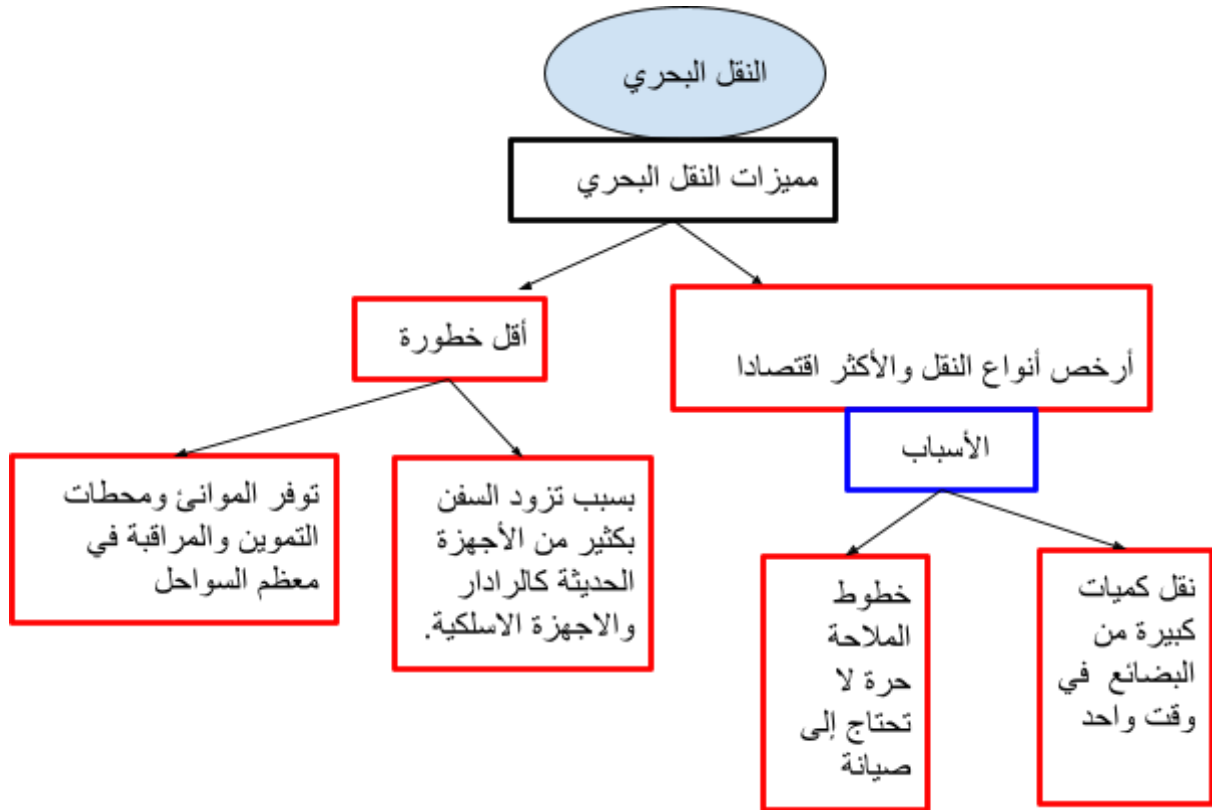 النقل البحري
مميزات النقل البحري
أرخص أنواع النقل والأكثر اقتصادا
أقل خطورة
الأسباب
نقل كميات
كبيرة من
البضائع في
وقت واحد
خطوط
الملاحة
حرة لا
تحتاج إلى
صيانة
بسبب تزود السفن
بكثير من الأجهزة
الحديثة كالرادار
والاجهزة الاسلكية.
توفر الموانئ ومحطات
التموين والمراقبة في
معظم السواحل